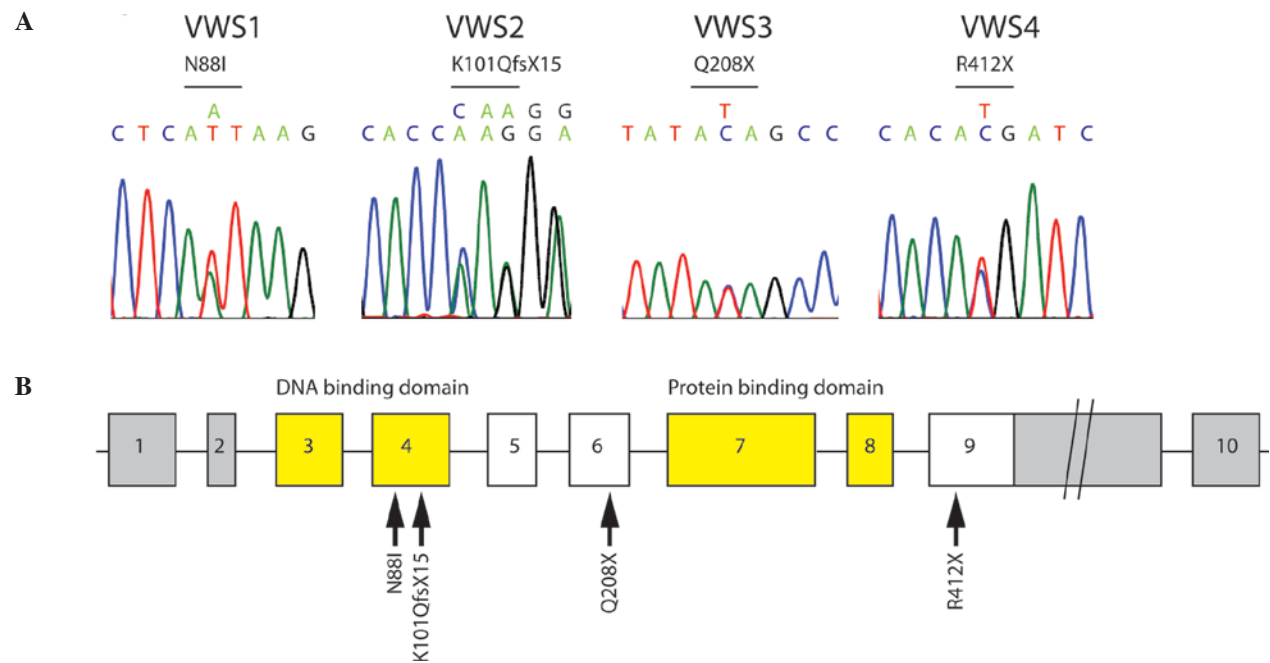 A
VWS1 VWS2 VWS3 VWS4
N88I K101QfsX15 Q208X R412X
A C A A G G T T
C T C A T T A A G C A C C A A G G A T A T A C A G C C C A C A C G A T C
B
DNA binding domain Protein binding domain
1 2 3 4 5 6 7 8 9 10
N88I K101QfsX15 Q208X R412X